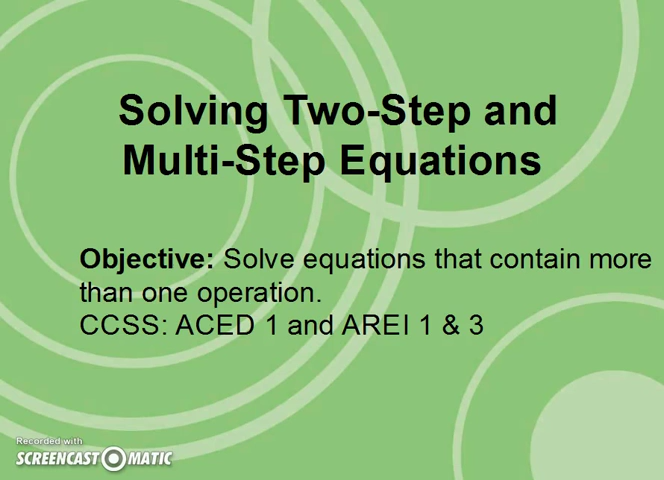 Solving Two-Step and
Multi-Step Equations
Objective: Solve equations that contain more
than one operation.
CCSS: ACED 1 and AREI 1 & 3
Recorded with
SCREENCAST MATIC